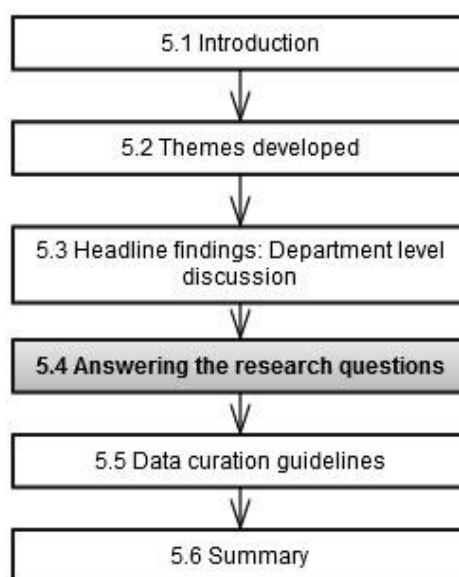 5.1 Introduction
5.2 Themes developed
5.3 Headline findings: Department level
discussion
5.4 Answering the research questions
5.5 Data curation guidelines
5.6 Summary